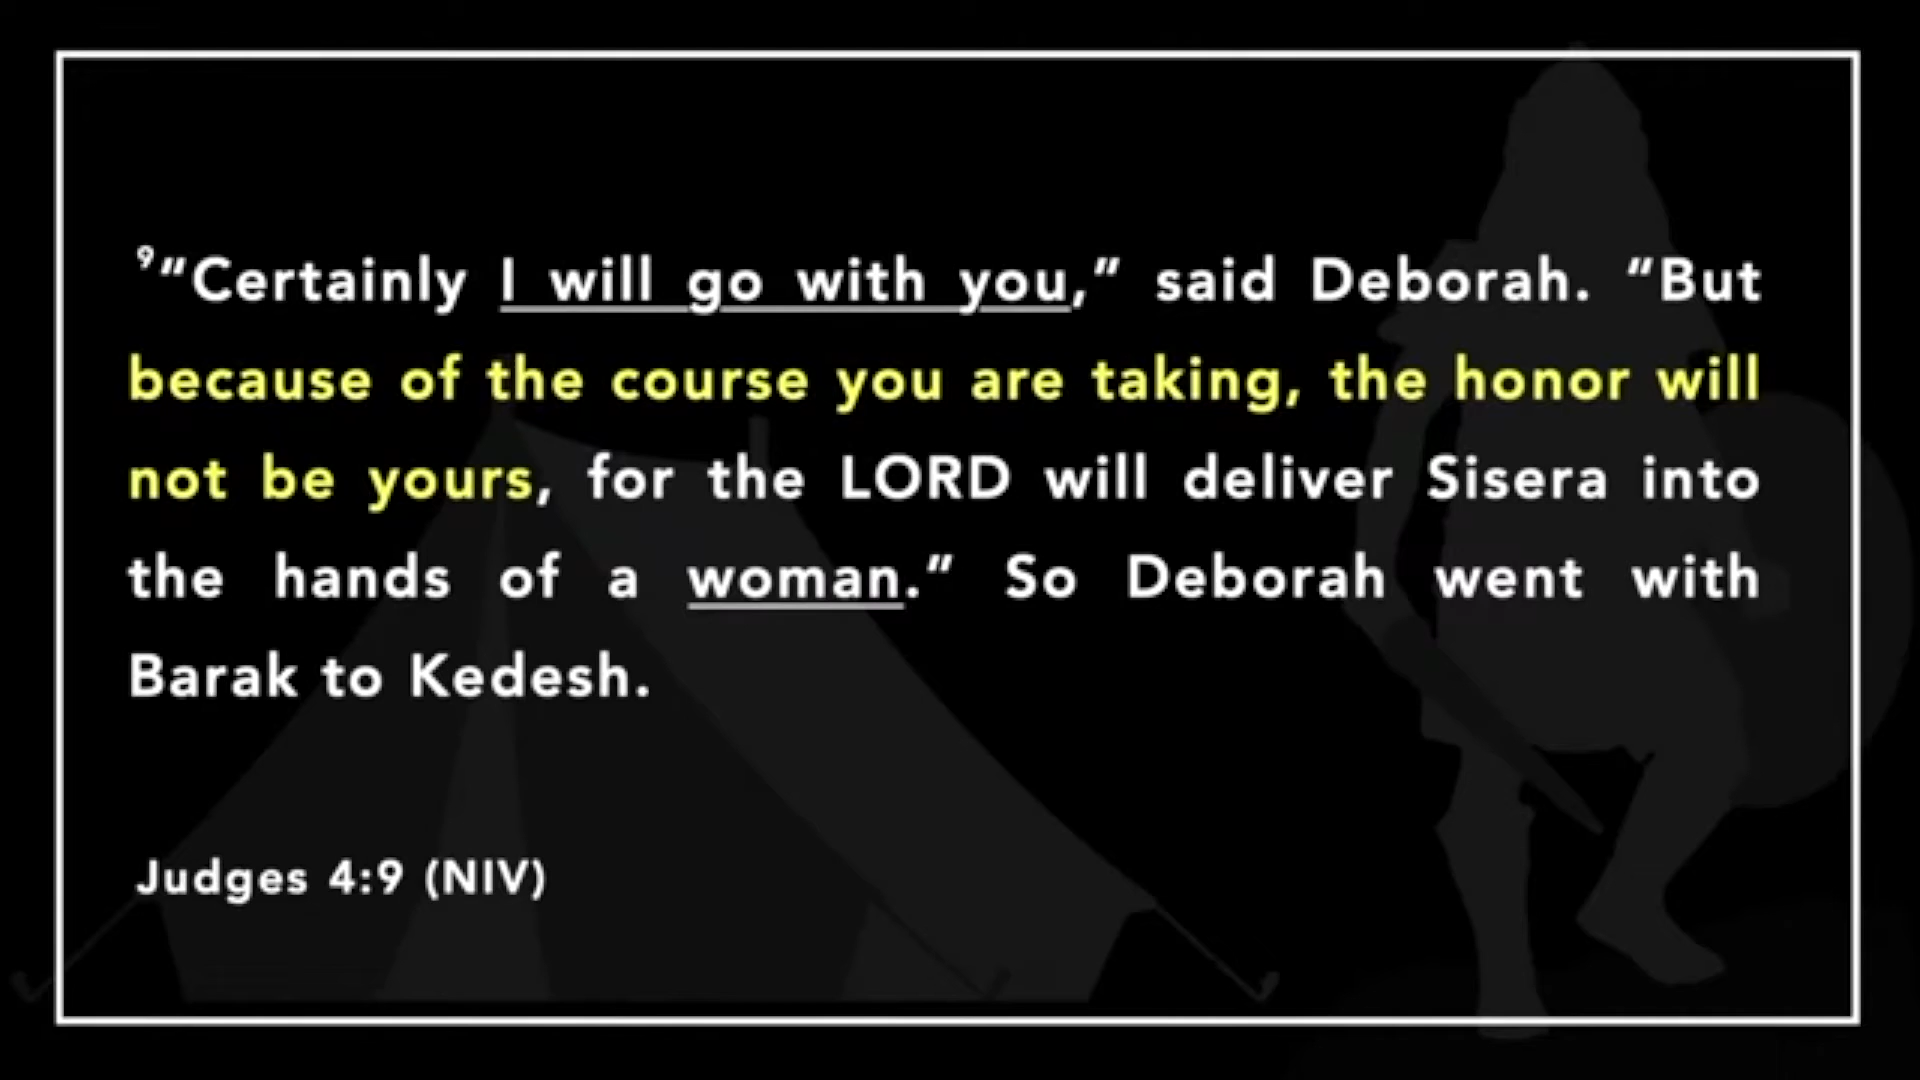 ⁹“Certainly I will go with you,” said Deborah. “But
because of the course you are taking, the honor will
not be yours, for the LORD will deliver Sisera into
the hands of a woman.” So Deborah went with
Barak to Kedesh.
Judges 4:9 (NIV)